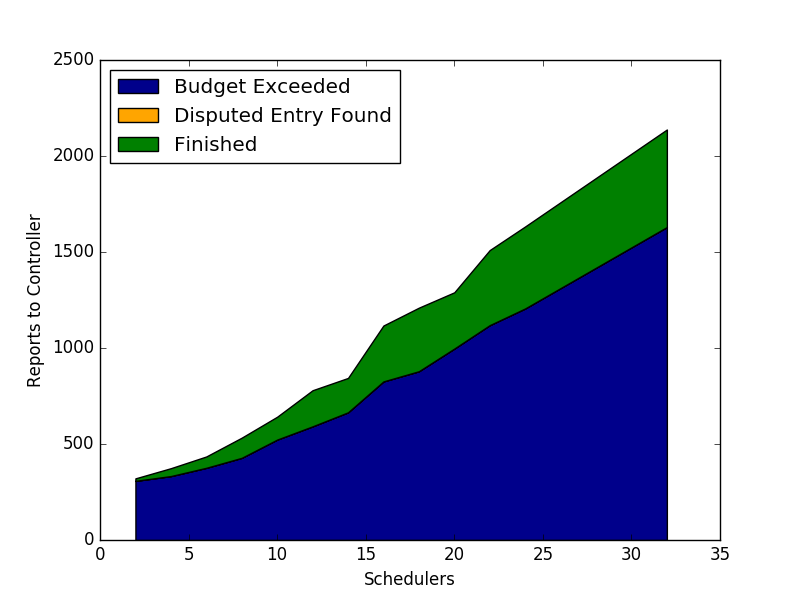 Budget Exceeded
Disputed Entry Found
Finished
Reports to Controller
2500
2000
1500
1000
500
0
0 5 10 15 20 25 30 35
Schedulers